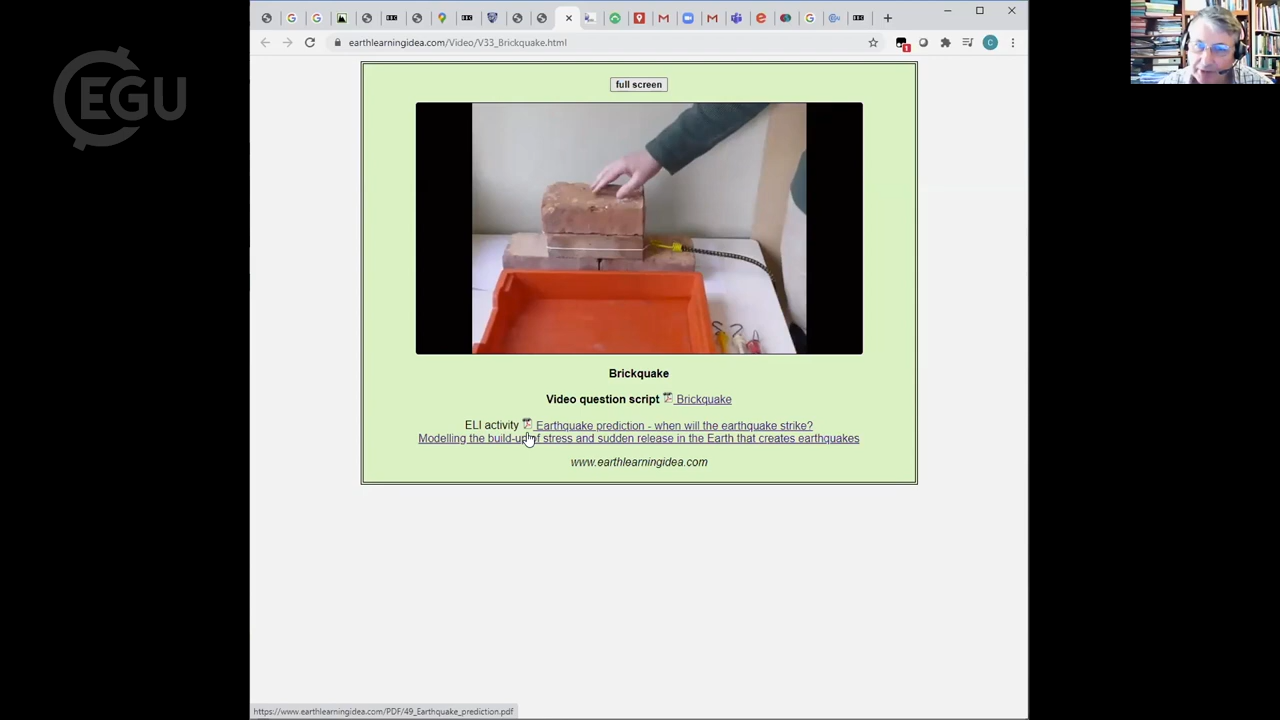 earthlearningidea.com/Video/V33_Brickquake.html
EGU
full screen
Brickquake
Video question script Brickquake
ELI activity Earthquake prediction - when will the earthquake strike?
Modelling the build-up of stress and sudden release in the Earth that creates earthquakes
www.earthlearningidea.com
https://www.earthlearningidea.com/PDF/49_Earthquake_prediction.pdf